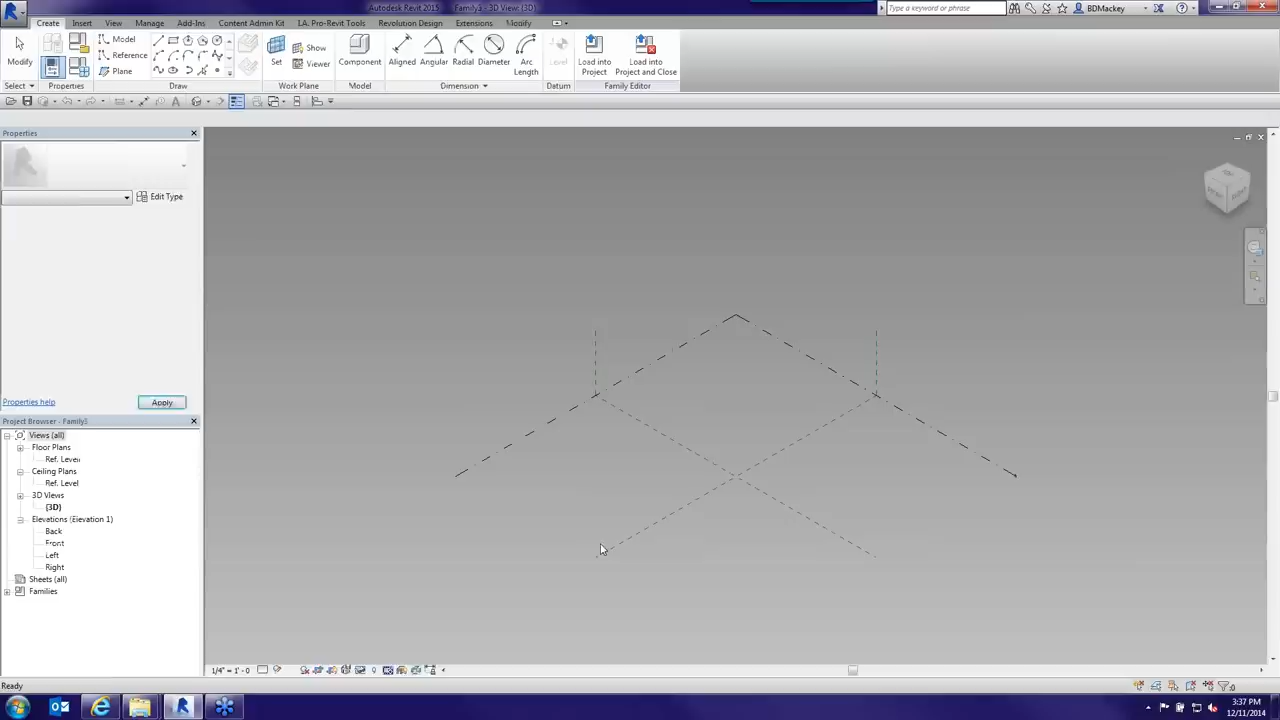 Autodesk Revit 2015 - Family3 - 3D View: {3D}
Type a keyword or phrase
BDMackey
Create Insert View Manage Add-Ins Content Admin Kit LA. Pro-Revit Tools Revolution Design Extensions Modify
Modify
Model
Reference
Plane
Set
Show
Viewer
Component
Aligned Angular Radial Diameter Arc Length
Level
Load into Project
Load into Project and Close
Select Properties Draw Work Plane Model Dimension Datum Family Editor
Properties
Edit Type
Properties help
Apply
Project Browser - Family3
Views (all)
Floor Plans
Ref. Level
Ceiling Plans
Ref. Level
3D Views
{3D}
Elevations (Elevation 1)
Back
Front
Left
Right
Sheets (all)
Families
1/4" = 1'-0
Ready
:0
3:37 PM
12/11/2014